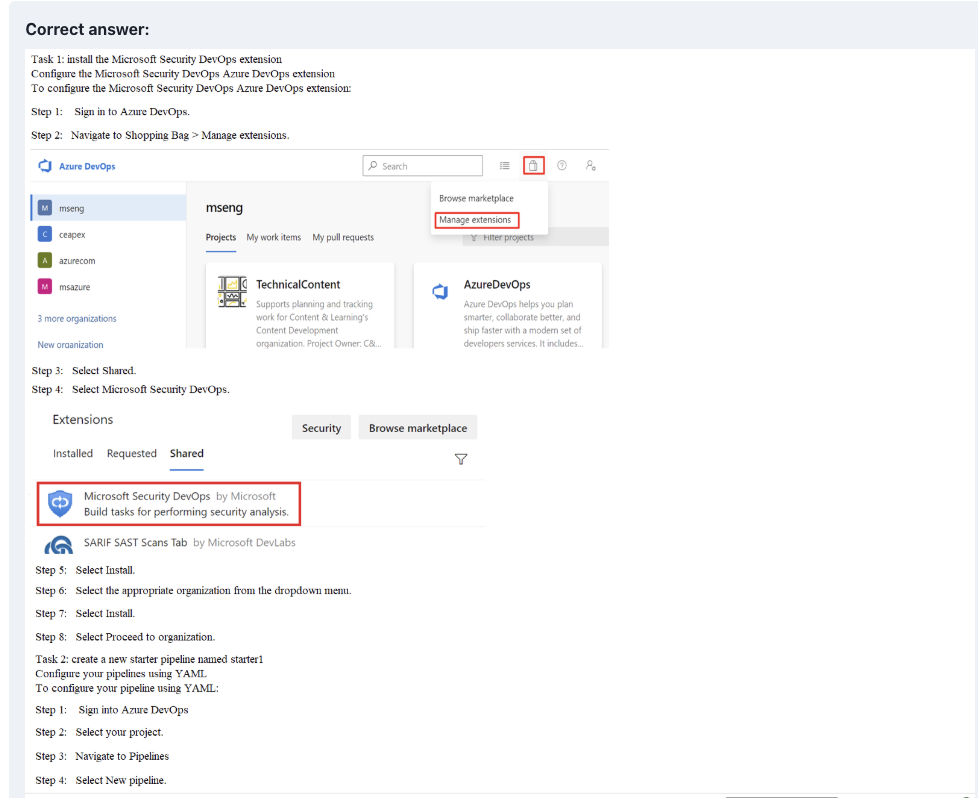 Correct answer:
Task 1: install the Microsoft Security DevOps extension
Configure the Microsoft Security DevOps Azure DevOps extension
To configure the Microsoft Security DevOps Azure DevOps extension:
Step 1: Sign in to Azure DevOps.
Step 2: Navigate to Shopping Bag > Manage extensions.
Azure DevOps
Search
Browse marketplace
Manage extensions
M mseng
C ceapex
A azurecom
M msazure
3 more organizations
New organization
mseng
Projects My work items My pull requests
Filter projects
TechnicalContent
Supports planning and tracking
work for Content & Learning's
Content Development
organization. Project Owner: C&...
AzureDevOps
Azure DevOps helps you plan
smarter, collaborate better, and
ship faster with a modern set of
developers services. It includes...
Step 3: Select Shared.
Step 4: Select Microsoft Security DevOps.
Extensions
Security Browse marketplace
Installed Requested Shared
Microsoft Security DevOps by Microsoft
Build tasks for performing security analysis.
SARIF SAST Scans Tab by Microsoft DevLabs
Step 5: Select Install.
Step 6: Select the appropriate organization from the dropdown menu.
Step 7: Select Install.
Step 8: Select Proceed to organization.
Task 2: create a new starter pipeline named starter1
Configure your pipelines using YAML
To configure your pipeline using YAML:
Step 1: Sign into Azure DevOps
Step 2: Select your project.
Step 3: Navigate to Pipelines
Step 4: Select New pipeline.